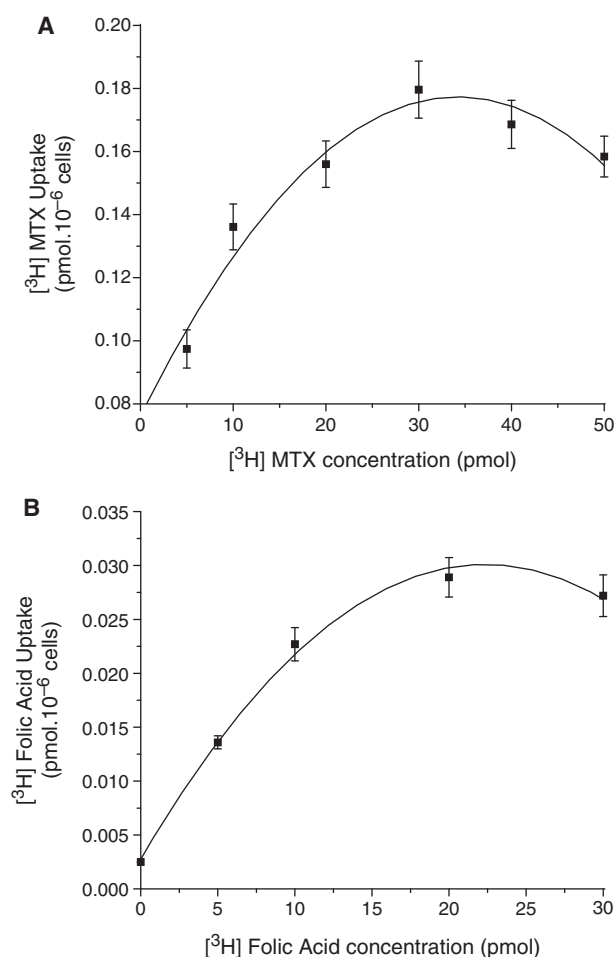 A
0.20
0.18
0.16
0.14
0.12
0.10
0.08
[³H] MTX Uptake
(pmol.10⁻⁶ cells)
0 10 20 30 40 50
[³H] MTX concentration (pmol)
B
0.035
0.030
0.025
0.020
0.015
0.010
0.005
0.000
[³H] Folic Acid Uptake
(pmol.10⁻⁶ cells)
0 5 10 15 20 25 30
[³H] Folic Acid concentration (pmol)